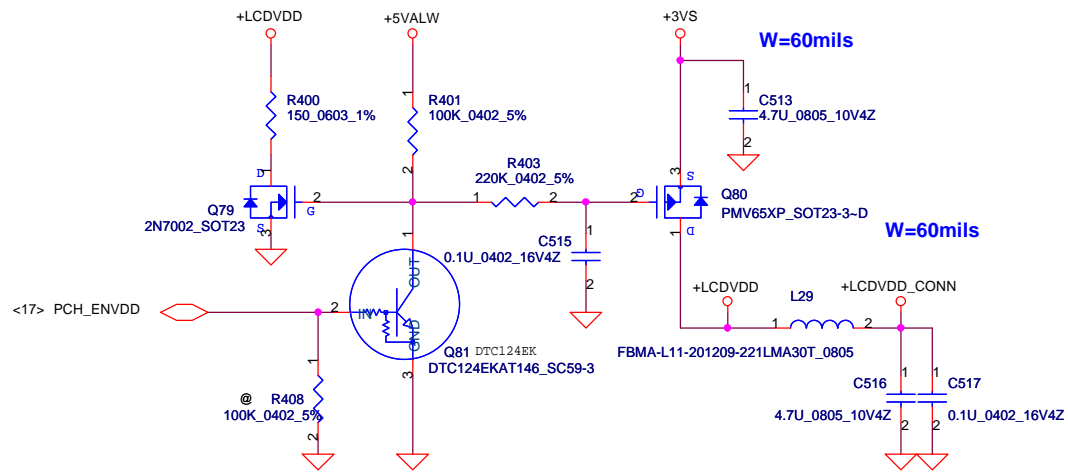 +LCDVDD
+5VALW
+3VS
W=60mils
R400
150_0603_1%
1
R401
100K_0402_5%
2
1
C513
4.7U_0805_10V4Z
2
R403
220K_0402_5%
1
2
D
1
G
2
S
3
Q79
2N7002_SOT23
3
S
G
2
1
D
Q80
PMV65XP_SOT23-3~D
W=60mils
C515
0.1U_0402_16V4Z
1
2
1
OUT
IN
2
GND
3
Q81
DTC124EK
DTC124EKAT146_SC59-3
<17>
PCH_ENVDD
1
@
R408
100K_0402_5%
2
+LCDVDD
L29
1
2
FBMA-L11-201209-221LMA30T_0805
+LCDVDD_CONN
C516
4.7U_0805_10V4Z
1
2
C517
0.1U_0402_16V4Z
1
2